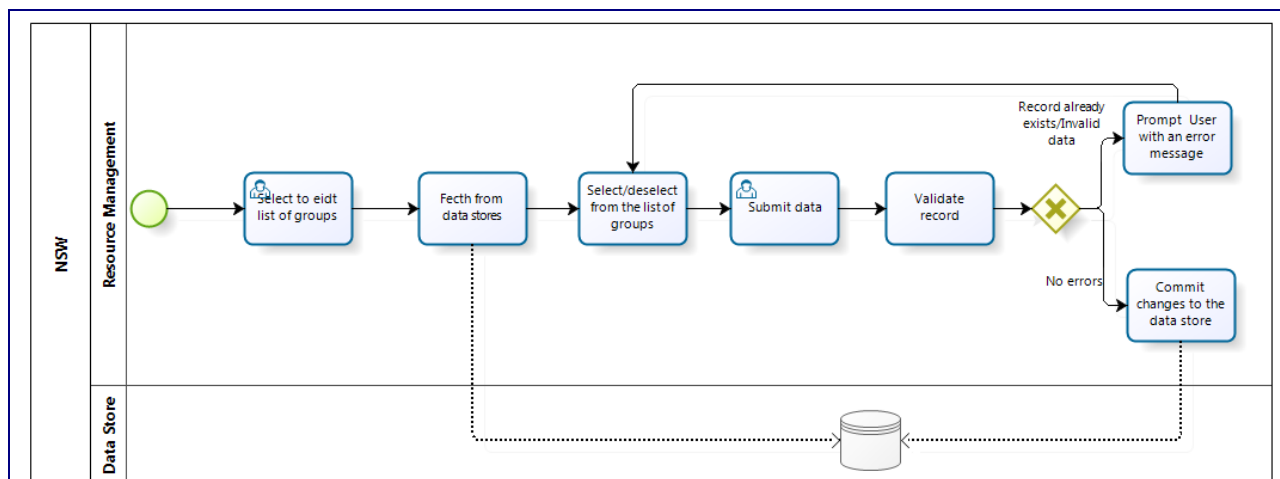 NSW
Resource Management
Data Store
Select to eidt
list of groups
Fecth from
data stores
Select/deselect
from the list of
groups
Submit data
Validate
record
Record already
exists/Invalid
data
Prompt  User
with an error
message
No errors
Commit
changes to the
data store